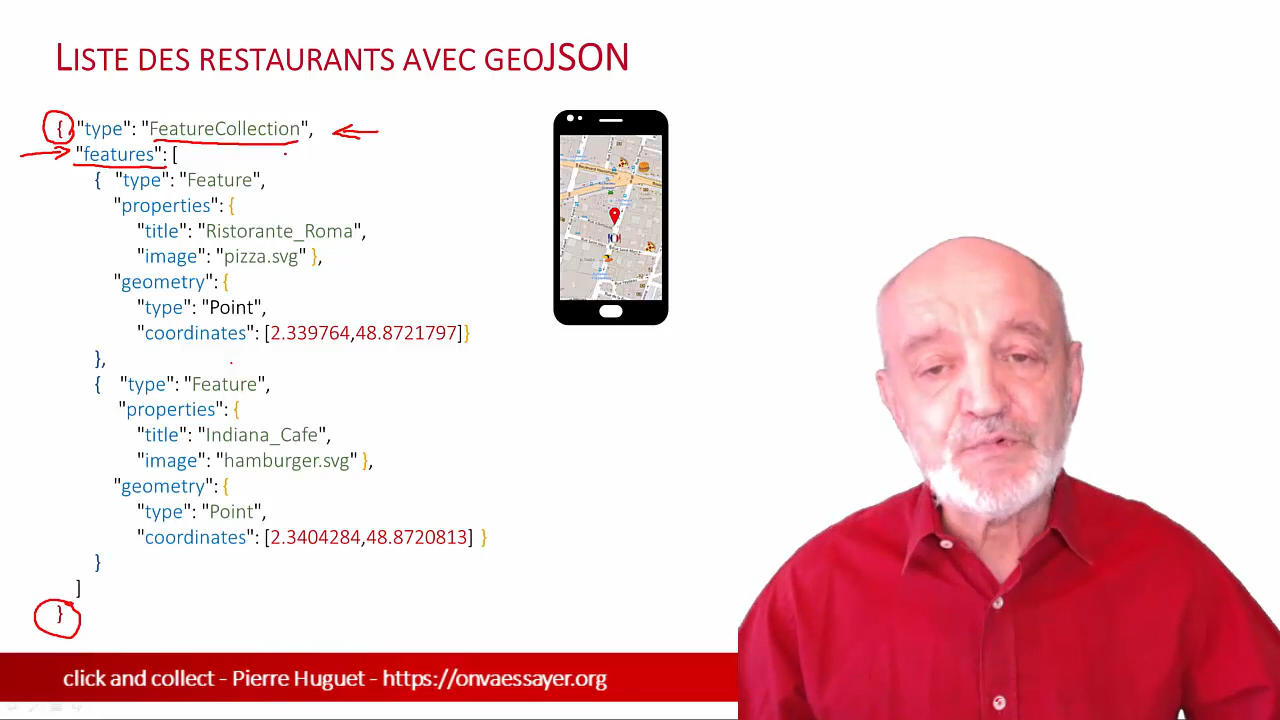 LISTE DES RESTAURANTS AVEC GEOJSON
{ "type": "FeatureCollection",
"features": [
{ "type": "Feature",
"properties": {
"title": "Ristorante_Roma",
"image": "pizza.svg" },
"geometry": {
"type": "Point",
"coordinates": [2.339764,48.8721797]}
},
{ "type": "Feature",
"properties": {
"title": "Indiana_Cafe",
"image": "hamburger.svg" },
"geometry": {
"type": "Point",
"coordinates": [2.3404284,48.8720813] }
}
]
}
click and collect - Pierre Huguet - https://onvaessayer.org